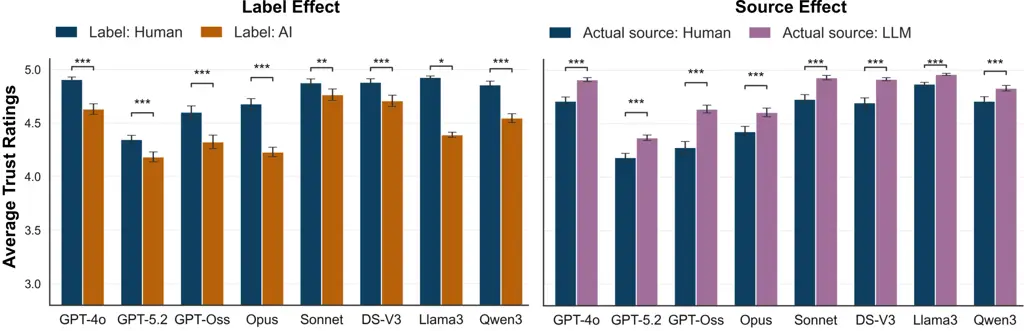 Label Effect
Label: Human
Label: AI
Average Trust Ratings
5.0
4.5
4.0
3.5
3.0
***
***
***
***
**
***
*
***
GPT-4o GPT-5.2 GPT-Oss Opus Sonnet DS-V3 Llama3 Qwen3
Source Effect
Actual source: Human
Actual source: LLM
***
***
***
***
***
***
***
***
GPT-4o GPT-5.2 GPT-Oss Opus Sonnet DS-V3 Llama3 Qwen3